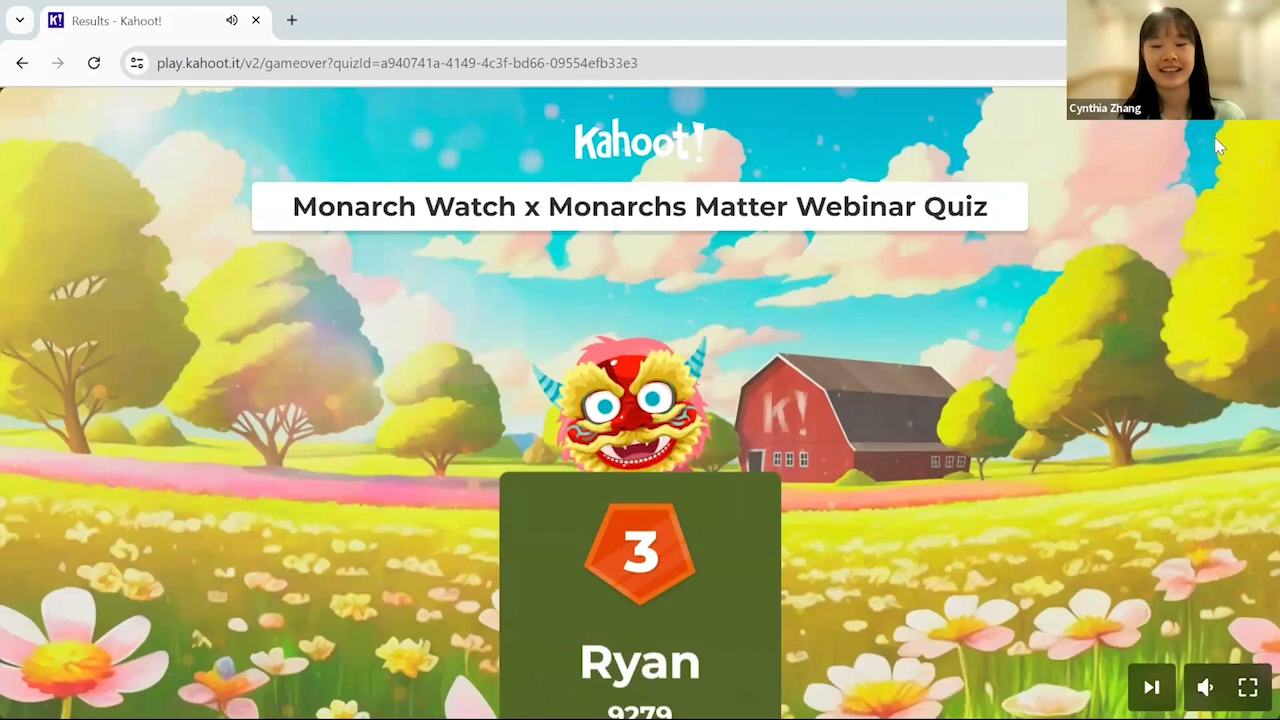 K! Results - Kahoot!
play.kahoot.it/v2/gameover?quizId=a940741a-4149-4c3f-bd66-09554efb33e3
Cynthia Zhang
Kahoot!
Monarch Watch x Monarchs Matter Webinar Quiz
K!
3
Ryan
9279